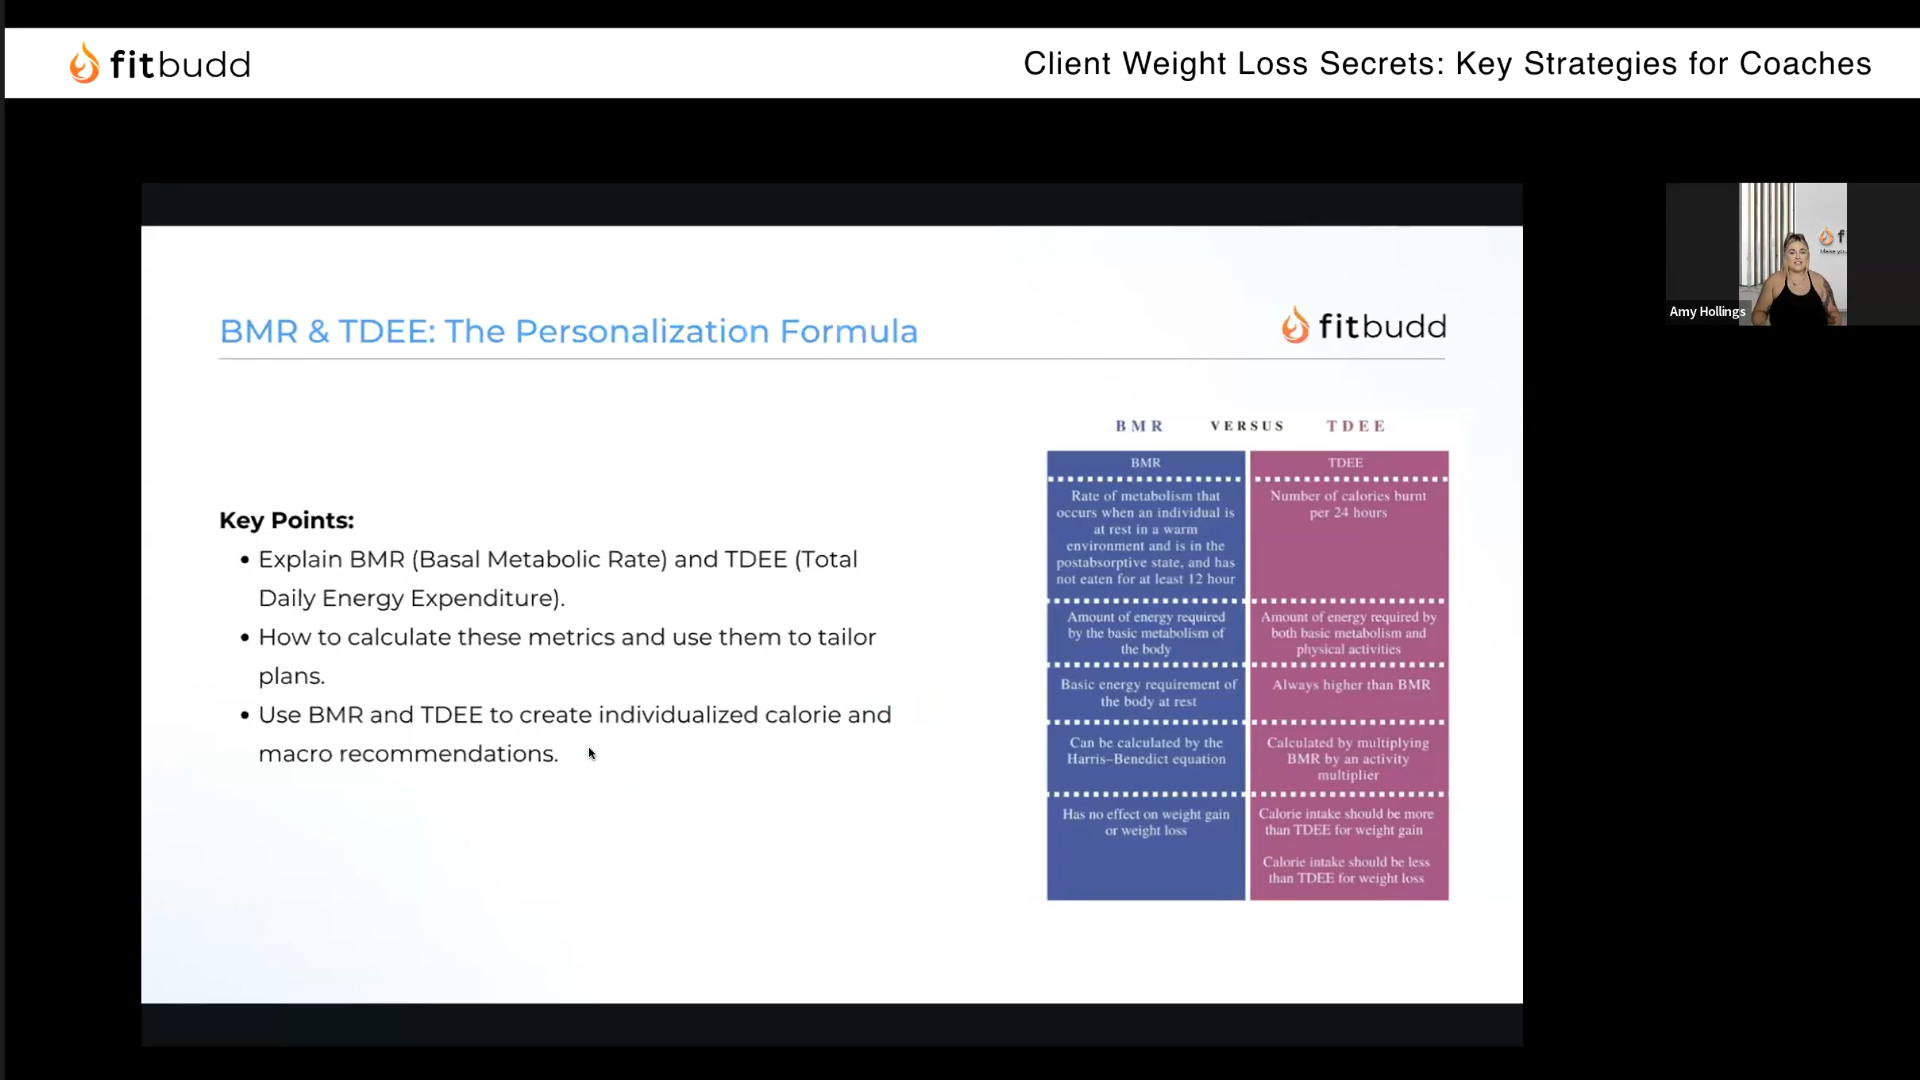 fitbudd
Client Weight Loss Secrets: Key Strategies for Coaches
BMR & TDEE: The Personalization Formula
fitbudd
Key Points:
Explain BMR (Basal Metabolic Rate) and TDEE (Total
Daily Energy Expenditure).
How to calculate these metrics and use them to tailor
plans.
Use BMR and TDEE to create individualized calorie and
macro recommendations.
BMR VERSUS TDEE
BMR
Rate of metabolism that
occurs when an individual is
at rest in a warm
environment and is in the
postabsorptive state, and has
not eaten for at least 12 hour
Amount of energy required
by the basic metabolism of
the body
Basic energy requirement of
the body at rest
Can be calculated by the
Harris–Benedict equation
Has no effect on weight gain
or weight loss
TDEE
Number of calories burnt
per 24 hours
Amount of energy required by
both basic metabolism and
physical activities
Always higher than BMR
Calculated by multiplying
BMR by an activity
multiplier
Calorie intake should be more
than TDEE for weight gain
Calorie intake should be less
than TDEE for weight loss
Amy Hollings